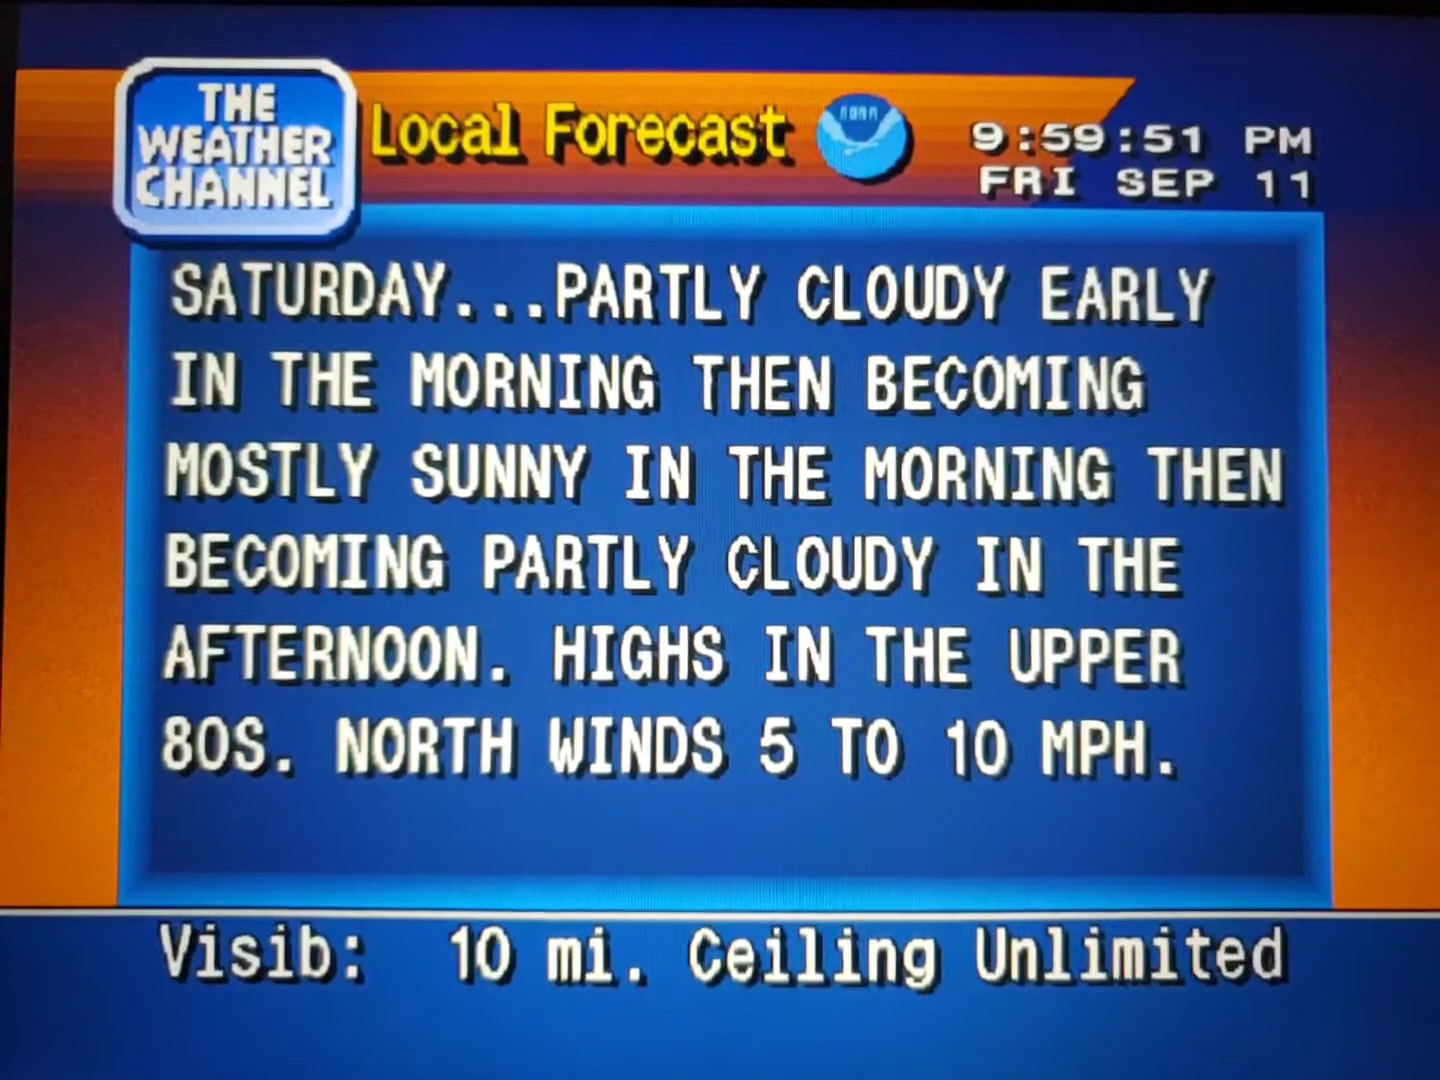 THE
WEATHER
CHANNEL
Local Forecast
NOAA
9:59:51 PM
FRI SEP 11
SATURDAY...PARTLY CLOUDY EARLY
IN THE MORNING THEN BECOMING
MOSTLY SUNNY IN THE MORNING THEN
BECOMING PARTLY CLOUDY IN THE
AFTERNOON. HIGHS IN THE UPPER
80S. NORTH WINDS 5 TO 10 MPH.
Visib: 10 mi. Ceiling Unlimited